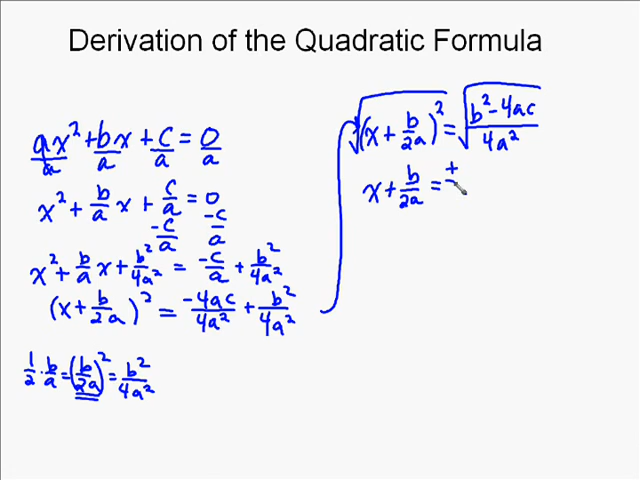 Derivation of the Quadratic Formula
ax²/a + bx/a + c/a = 0/a
x² + b/a x + c/a = 0
-c/a -c/a
x² + b/a x + b²/4a² = -c/a + b²/4a²
(x + b/2a)² = -4ac/4a² + b²/4a²
1/2 · b/a = (b/2a)² = b²/4a²
√(x + b/2a)² = √(b² - 4ac)/4a²
x + b/2a = ±